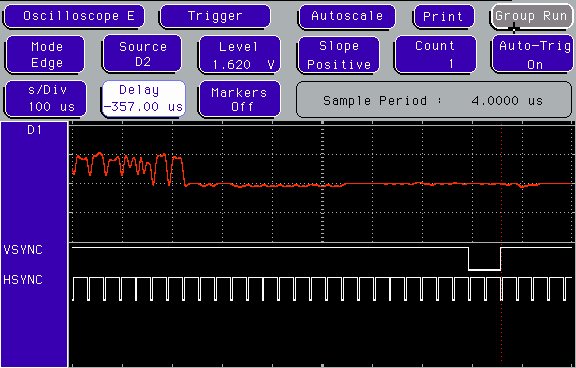 Oscilloscope E
Trigger
Autoscale
Print
Group Run
Mode
Edge
Source
D2
Level
1.620 V
Slope
Positive
Count
1
Auto-Trig
On
s/Div
100 us
Delay
-357.00 us
Markers
Off
Sample Period : 4.0000 us
D1
VSYNC
HSYNC